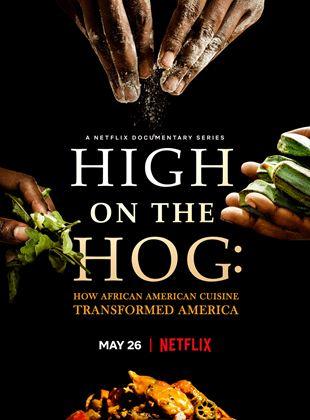 A NETFLIX DOCUMENTARY SERIES
HIGH
ON THE
HOG:
HOW AFRICAN AMERICAN CUISINE
TRANSFORMED AMERICA
MAY 26 | NETFLIX